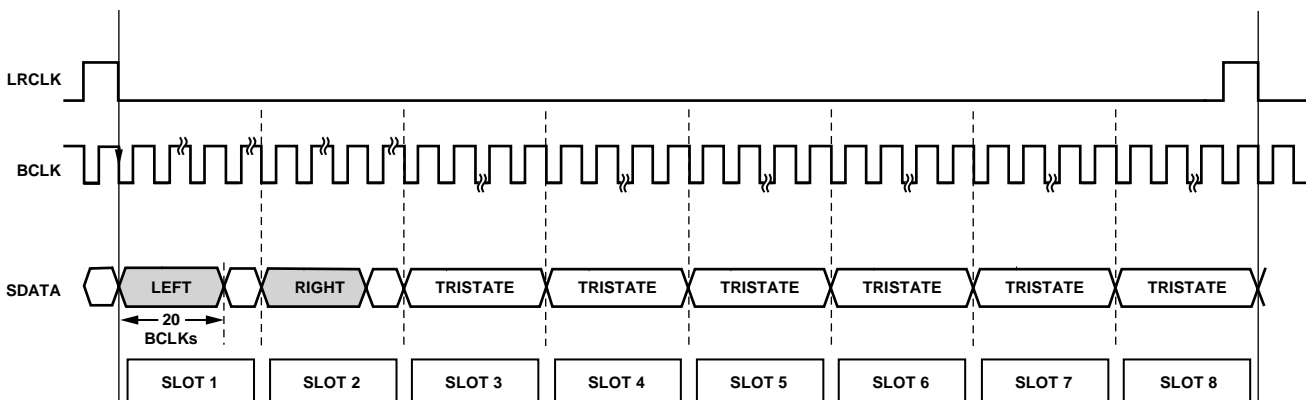 LRCLK
BCLK
SDATA
LEFT
RIGHT
TRISTATE
TRISTATE
TRISTATE
TRISTATE
TRISTATE
TRISTATE
20
BCLKs
SLOT 1
SLOT 2
SLOT 3
SLOT 4
SLOT 5
SLOT 6
SLOT 7
SLOT 8